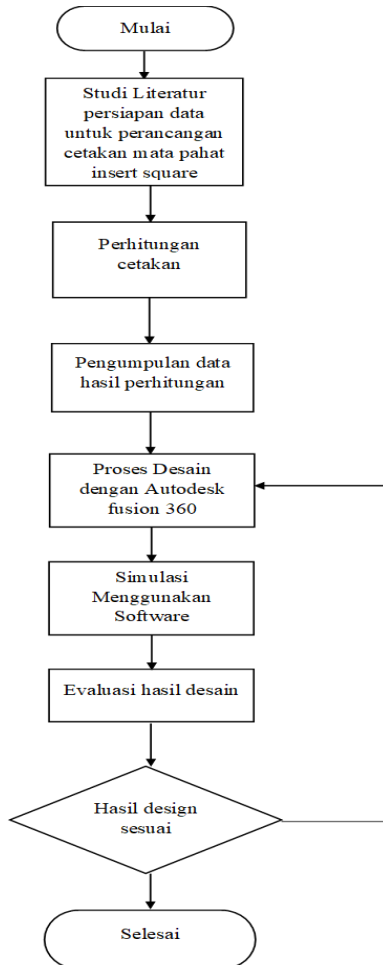 Mulai
Studi Literatur
persiapan data
untuk perancangan
cetakan mata pahat
insert square
Perhitungan
cetakan
Pengumpulan data
hasil perhitungan
Proses Desain
dengan Autodesk
fusion 360
Simulasi
Menggunakan
Software
Evaluasi hasil desain
Hasil design
sesuai
Selesai